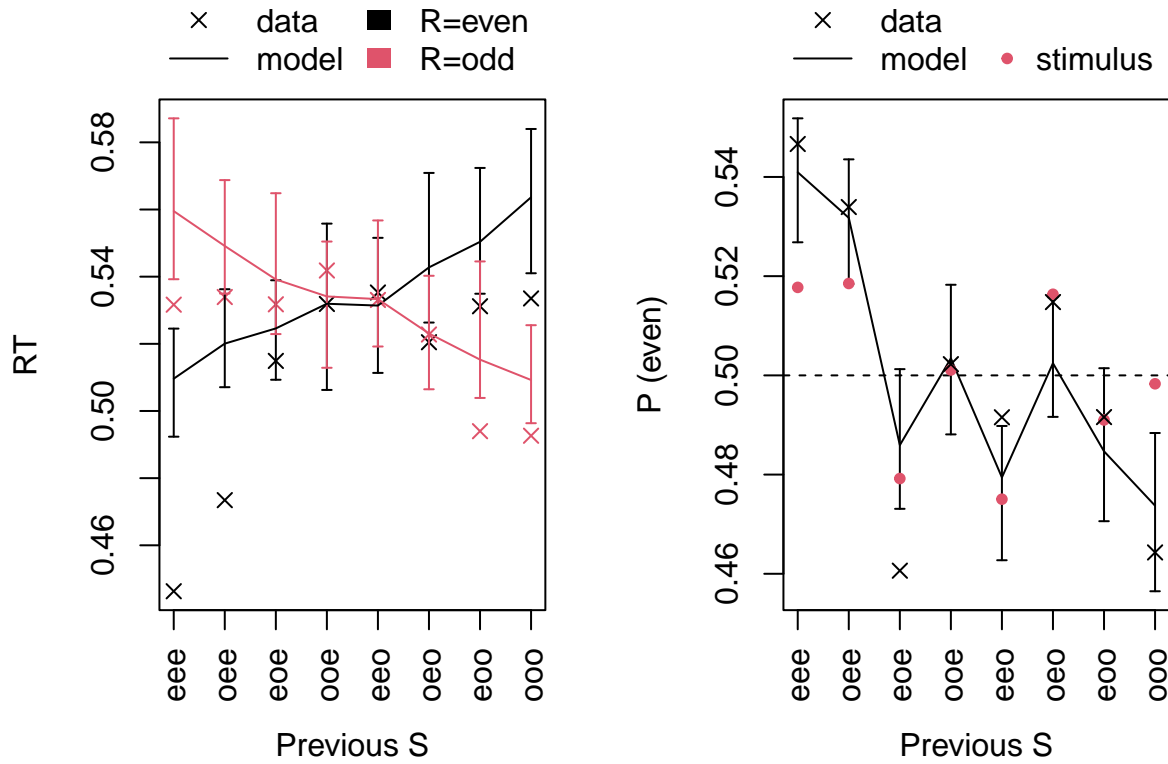 data R=even
model R=odd
RT
0.58
0.54
0.50
0.46
eee oee eoe ooe eeo oeo eoo ooo
Previous S
data
model stimulus
P (even)
0.54
0.52
0.50
0.48
0.46
eee oee eoe ooe eeo oeo eoo ooo
Previous S